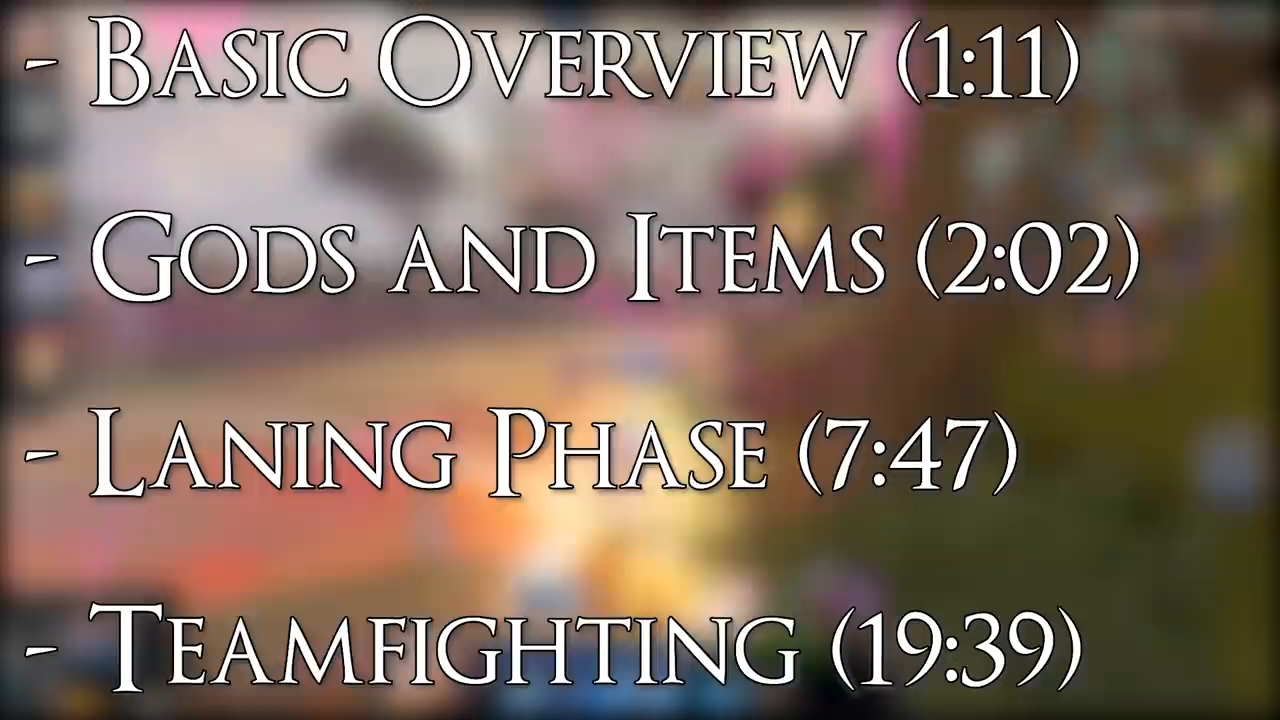 - Basic Overview (1:11)
- Gods and Items (2:02)
- Laning Phase (7:47)
- Teamfighting (19:39)